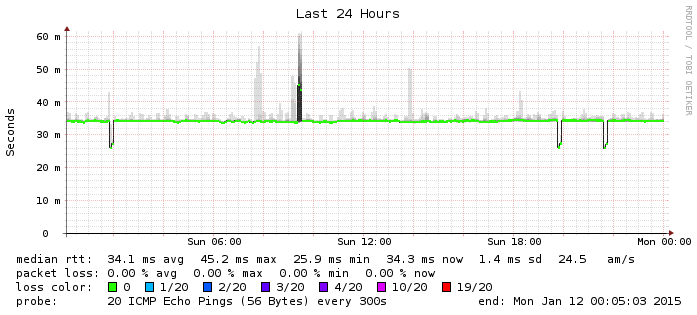 Last 24 Hours
RRDTOOL / TOBI OETIKER
Seconds
60 m
50 m
40 m
30 m
20 m
10 m
0
Sun 06:00 Sun 12:00 Sun 18:00 Mon 00:00
median rtt: 34.1 ms avg 45.2 ms max 25.9 ms min 34.3 ms now 1.4 ms sd 24.5 am/s
packet loss: 0.00 % avg 0.00 % max 0.00 % min 0.00 % now
loss color: 0 1/20 2/20 3/20 4/20 10/20 19/20
probe: 20 ICMP Echo Pings (56 Bytes) every 300s end: Mon Jan 12 00:05:03 2015